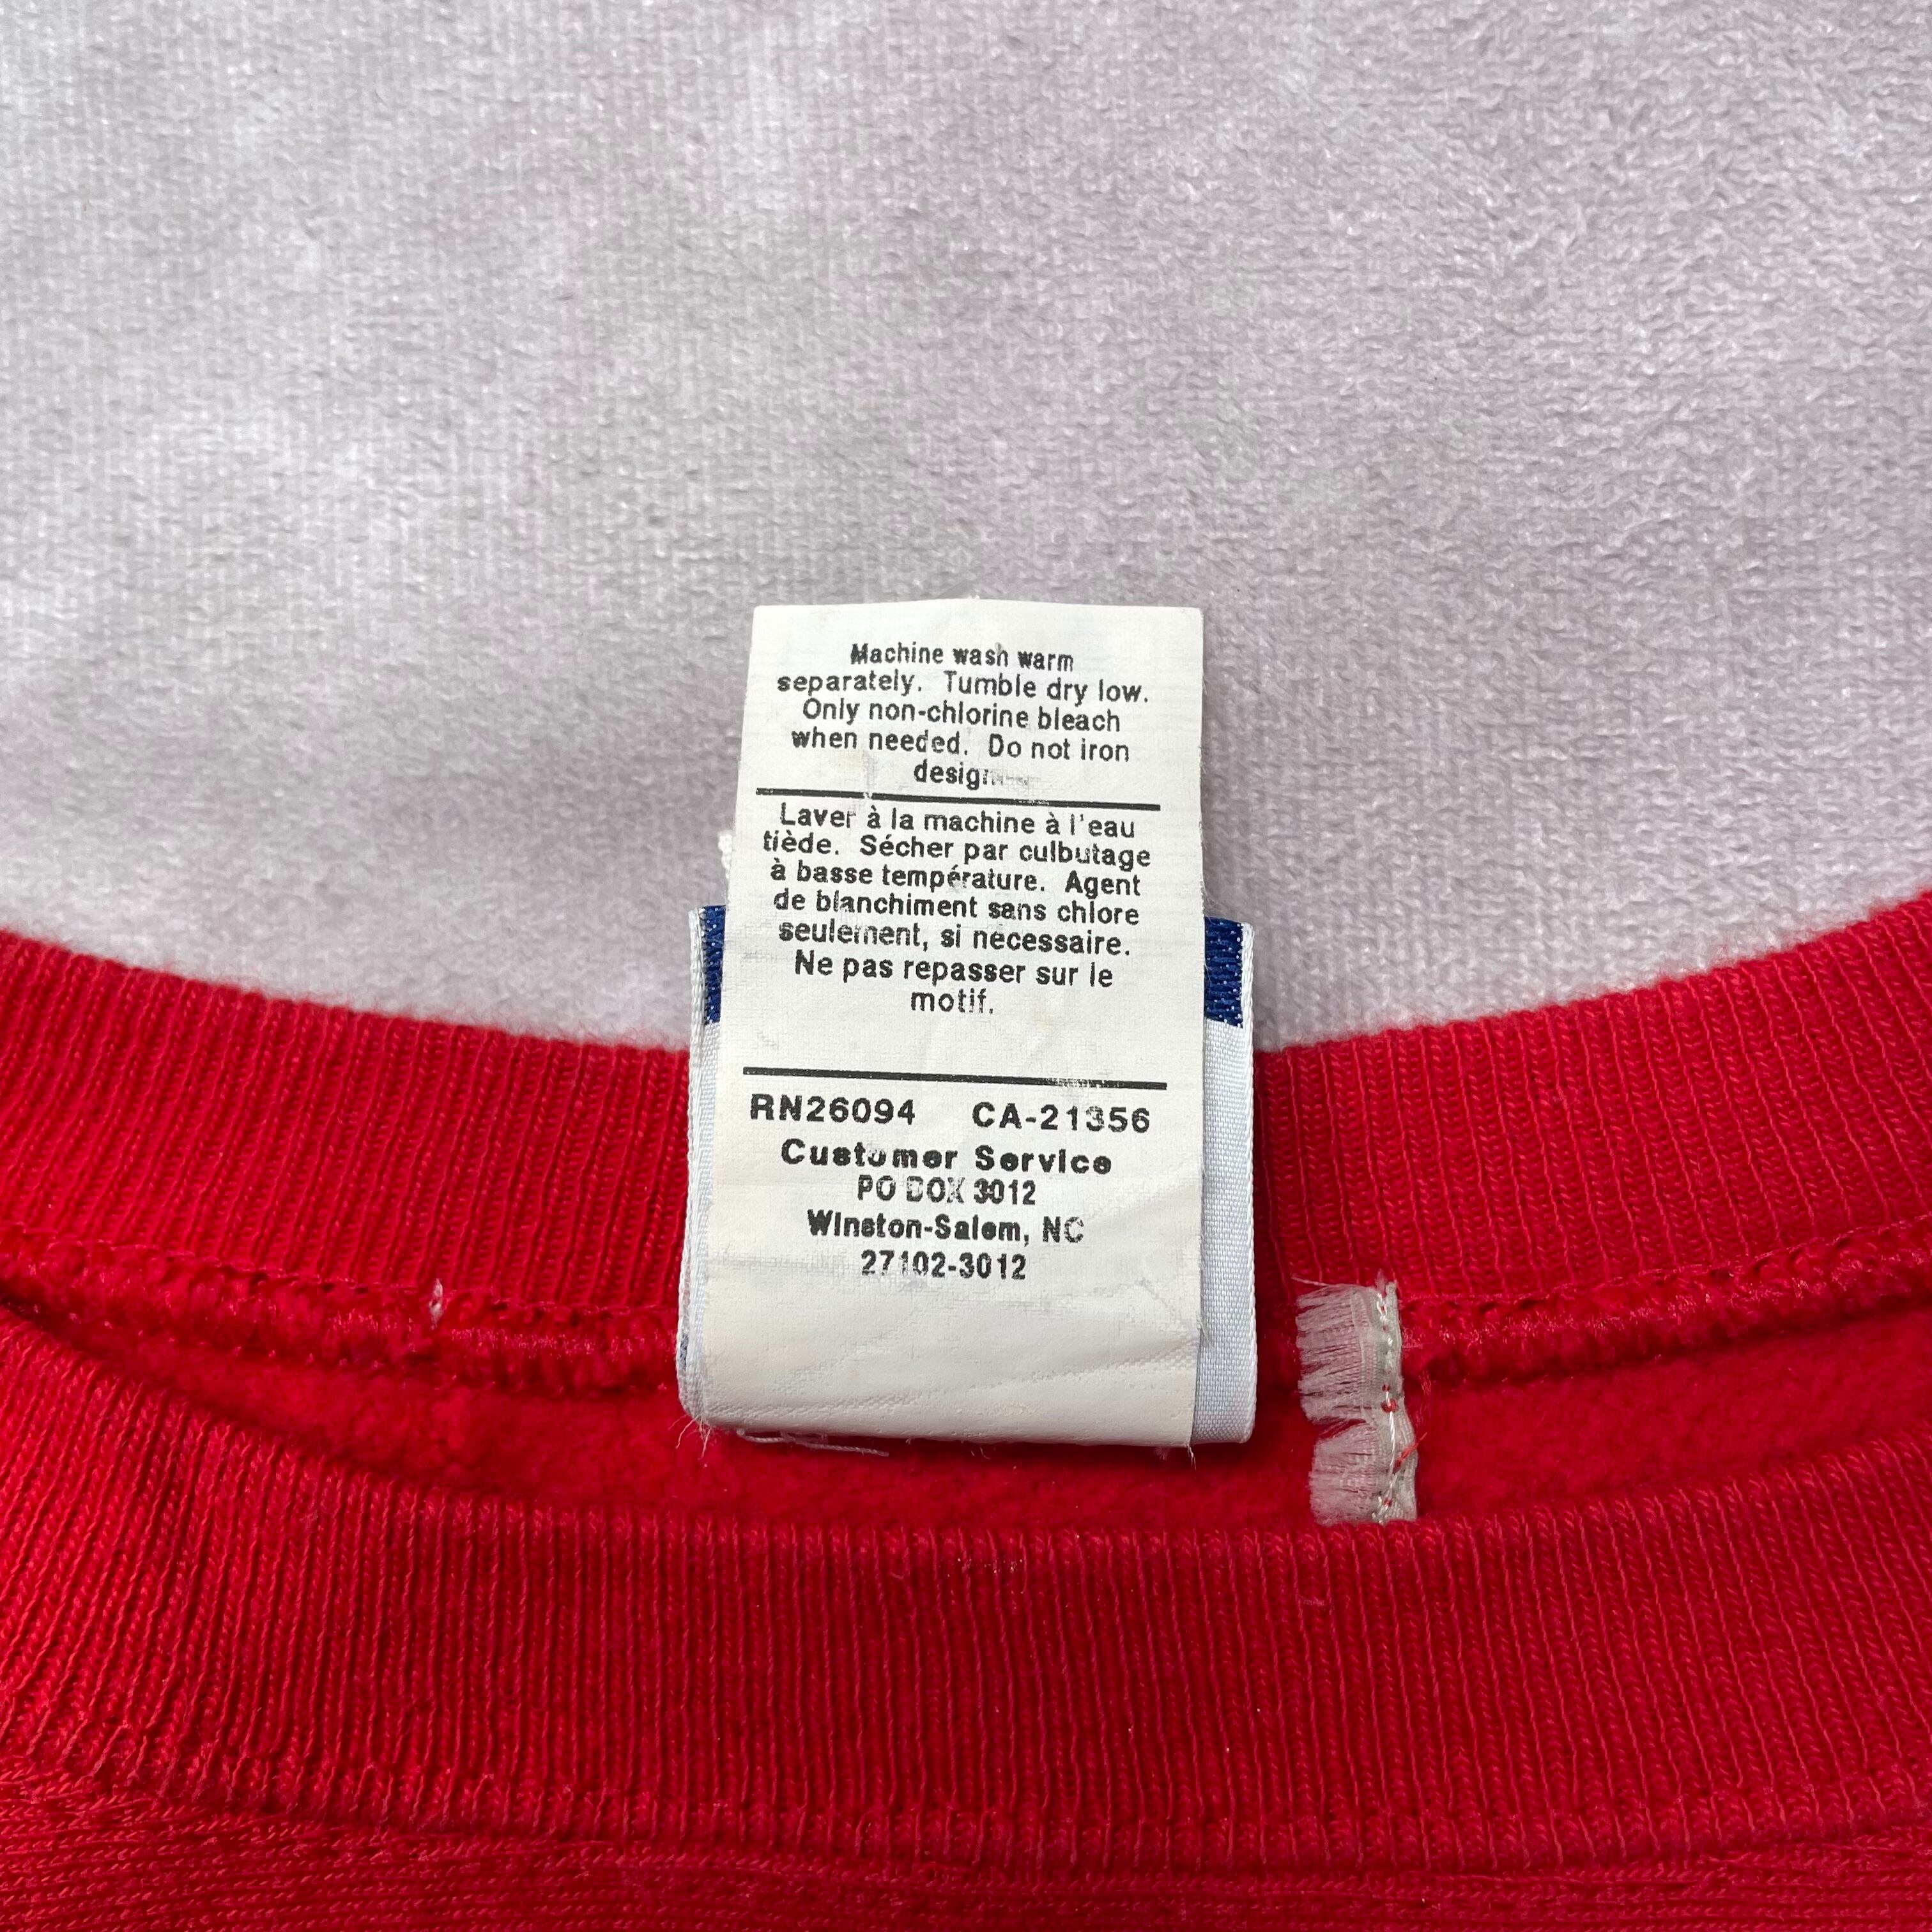 Machine wash warm
separately. Tumble dry low.
Only non-chlorine bleach
when needed. Do not iron
design.
Laver à la machine à l'eau
tiède. Sécher par culbutage
à basse température. Agent
de blanchiment sans chlore
seulement, si nécessaire.
Ne pas repasser sur le
motif.
RN26094 CA-21356
Customer Service
PO BOX 3012
Winston-Salem, NC
27102-3012